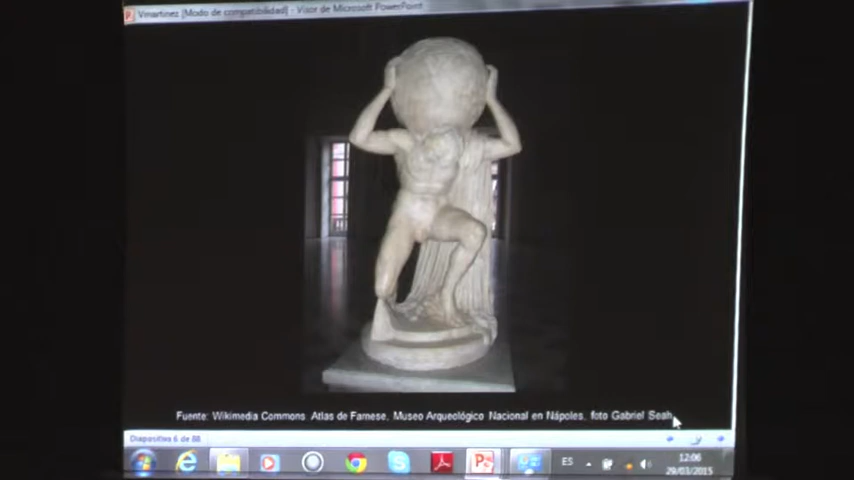 Vmartinez [Modo de compatibilidad] - Visor de Microsoft PowerPoint
Fuente: Wikimedia Commons Atlas de Farnese, Museo Arqueológico Nacional en Nápoles, foto Gabriel Seah
Diapositiva 6 de 88
ES
12:06
29/03/2015